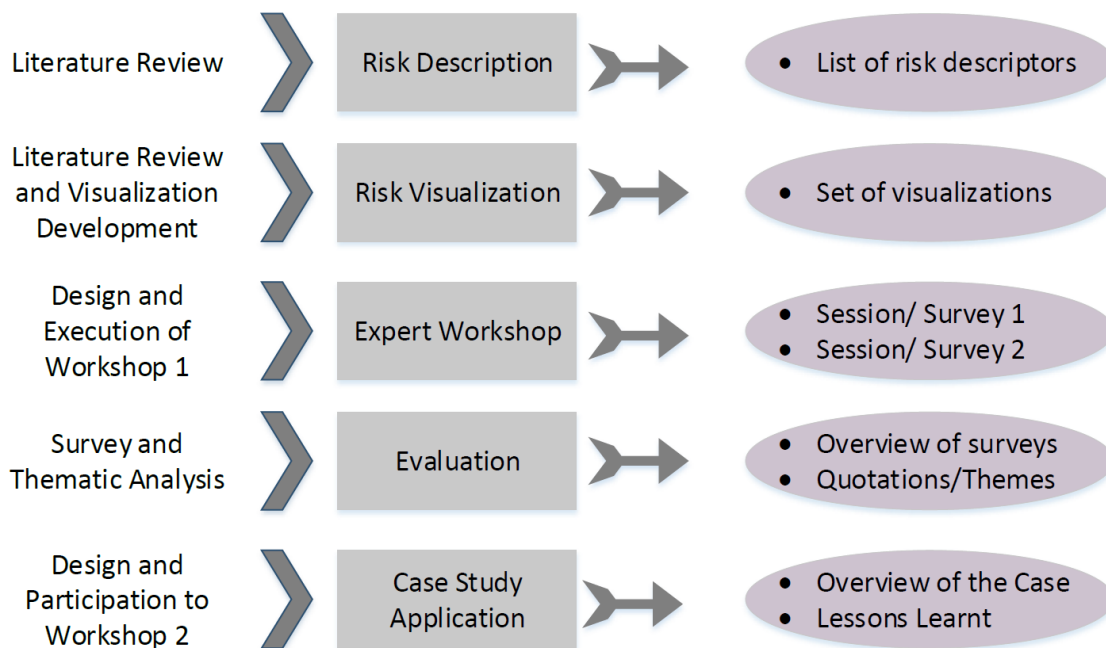 Literature Review
Risk Description
• List of risk descriptors
Literature Review
and Visualization
Development
Risk Visualization
• Set of visualizations
Design and
Execution of
Workshop 1
Expert Workshop
• Session/ Survey 1
• Session/ Survey 2
Survey and
Thematic Analysis
Evaluation
• Overview of surveys
• Quotations/Themes
Design and
Participation to
Workshop 2
Case Study
Application
• Overview of the Case
• Lessons Learnt